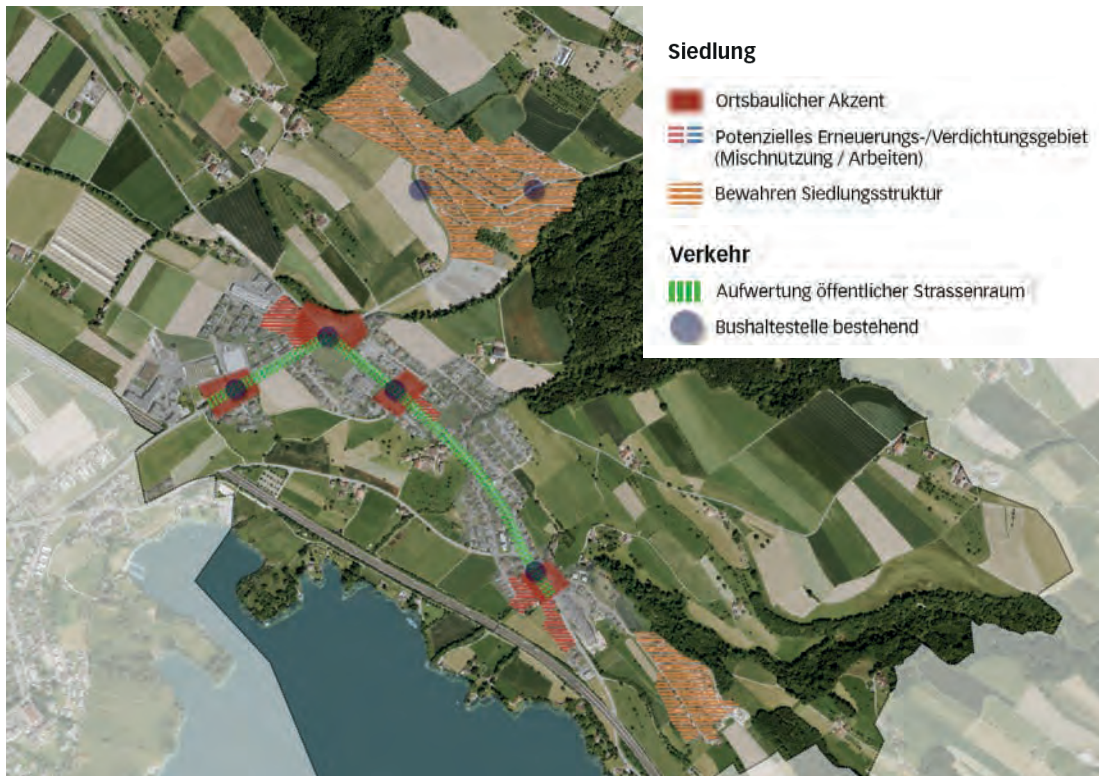 Siedlung
Ortsbaulicher Akzent
Potenzielles Erneuerungs-/Verdichtungsgebiet
(Mischnutzung / Arbeiten)
Bewahren Siedlungsstruktur
Verkehr
Aufwertung öffentlicher Strassenraum
Bushaltestelle bestehend